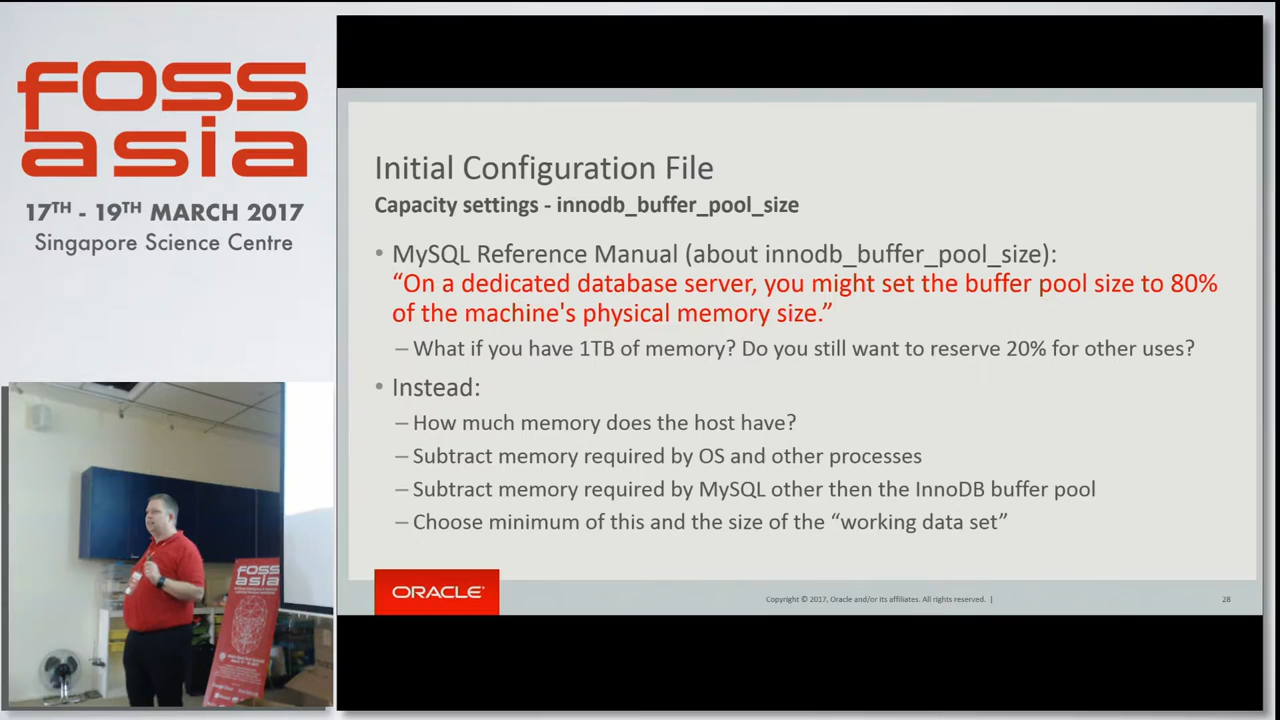 foss
asia
17TH - 19TH MARCH 2017
Singapore Science Centre
Initial Configuration File
Capacity settings - innodb_buffer_pool_size
• MySQL Reference Manual (about innodb_buffer_pool_size):
“On a dedicated database server, you might set the buffer pool size to 80%
of the machine's physical memory size.”
– What if you have 1TB of memory? Do you still want to reserve 20% for other uses?
• Instead:
– How much memory does the host have?
– Subtract memory required by OS and other processes
– Subtract memory required by MySQL other then the InnoDB buffer pool
– Choose minimum of this and the size of the “working data set”
ORACLE®
Copyright © 2017, Oracle and/or its affiliates. All rights reserved. |
28
FOSS
ASIA